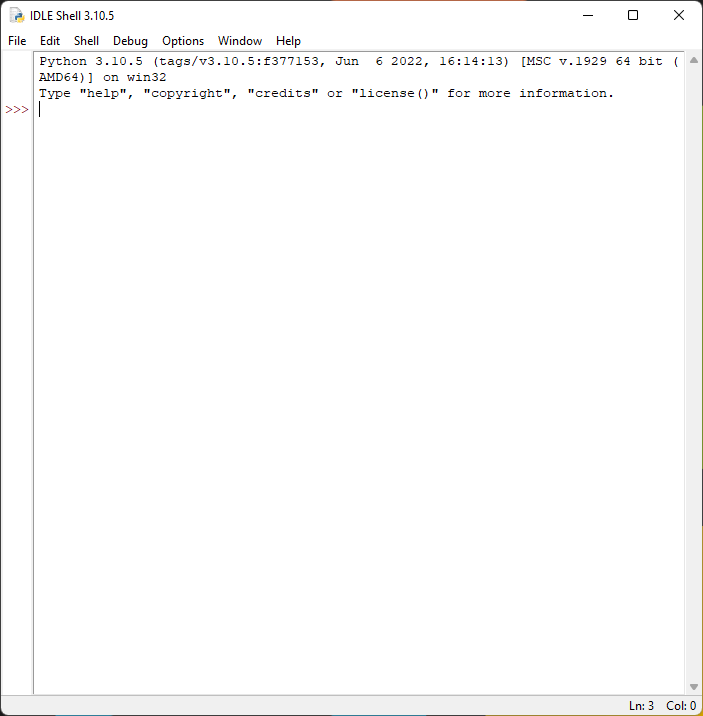 IDLE Shell 3.10.5
File Edit Shell Debug Options Window Help
Python 3.10.5 (tags/v3.10.5:f377153, Jun  6 2022, 16:14:13) [MSC v.1929 64 bit (
AMD64)] on win32
Type "help", "copyright", "credits" or "license()" for more information.
>>>
Ln: 3 Col: 0